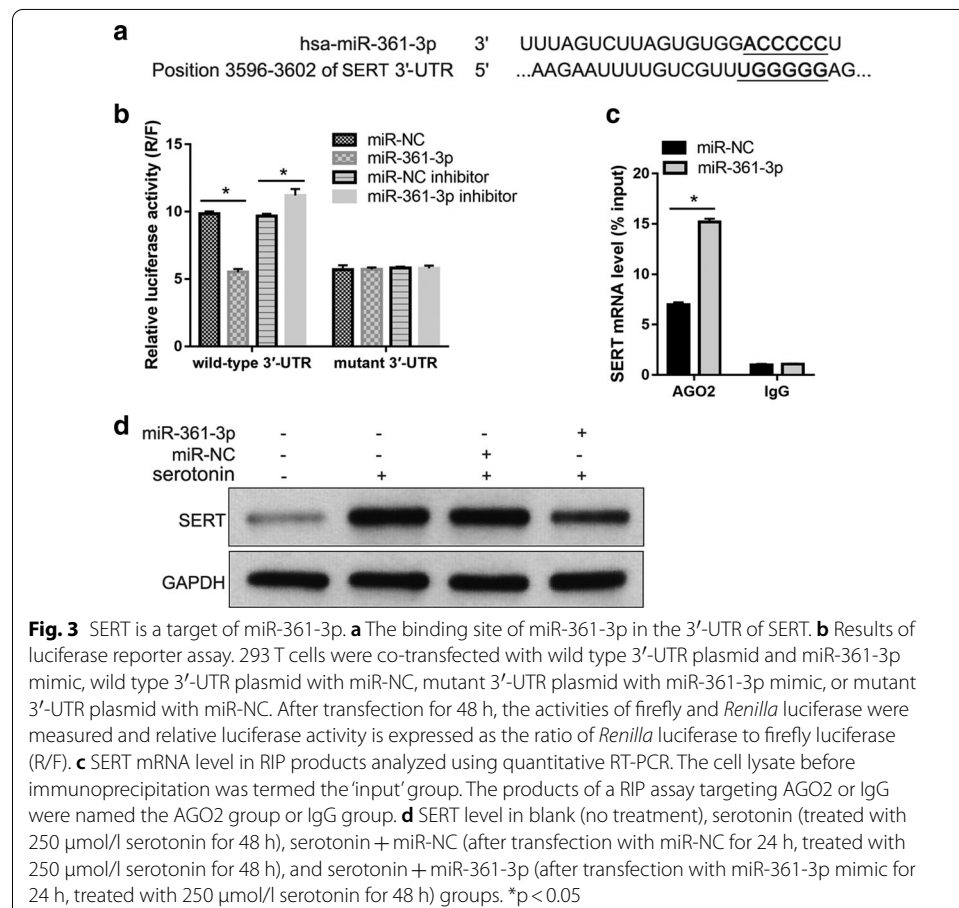 a
hsa-miR-361-3p 3' UUUAGUCUUAGUGUGGACCCCCU
Position 3596-3602 of SERT 3'-UTR 5' ...AAGAAUUUUGUCGUUUGGGGGAG...
b
Relative luciferase activity (R/F)
15
10
5
0
miR-NC
miR-361-3p
miR-NC inhibitor
miR-361-3p inhibitor
*
*
wild-type 3'-UTR
mutant 3'-UTR
c
SERT mRNA level (% input)
20
15
10
5
0
miR-NC
miR-361-3p
*
AGO2
IgG
d
miR-361-3p - - - +
miR-NC - - + -
serotonin - + + +
SERT
GAPDH
Fig. 3 SERT is a target of miR-361-3p. a The binding site of miR-361-3p in the 3′-UTR of SERT. b Results of
luciferase reporter assay. 293 T cells were co-transfected with wild type 3′-UTR plasmid and miR-361-3p
mimic, wild type 3′-UTR plasmid with miR-NC, mutant 3′-UTR plasmid with miR-361-3p mimic, or mutant
3′-UTR plasmid with miR-NC. After transfection for 48 h, the activities of firefly and Renilla luciferase were
measured and relative luciferase activity is expressed as the ratio of Renilla luciferase to firefly luciferase
(R/F). c SERT mRNA level in RIP products analyzed using quantitative RT-PCR. The cell lysate before
immunoprecipitation was termed the ‘input’ group. The products of a RIP assay targeting AGO2 or IgG
were named the AGO2 group or IgG group. d SERT level in blank (no treatment), serotonin (treated with
250 μmol/l serotonin for 48 h), serotonin + miR-NC (after transfection with miR-NC for 24 h, treated with
250 μmol/l serotonin for 48 h), and serotonin + miR-361-3p (after transfection with miR-361-3p mimic for
24 h, treated with 250 μmol/l serotonin for 48 h) groups. *p < 0.05